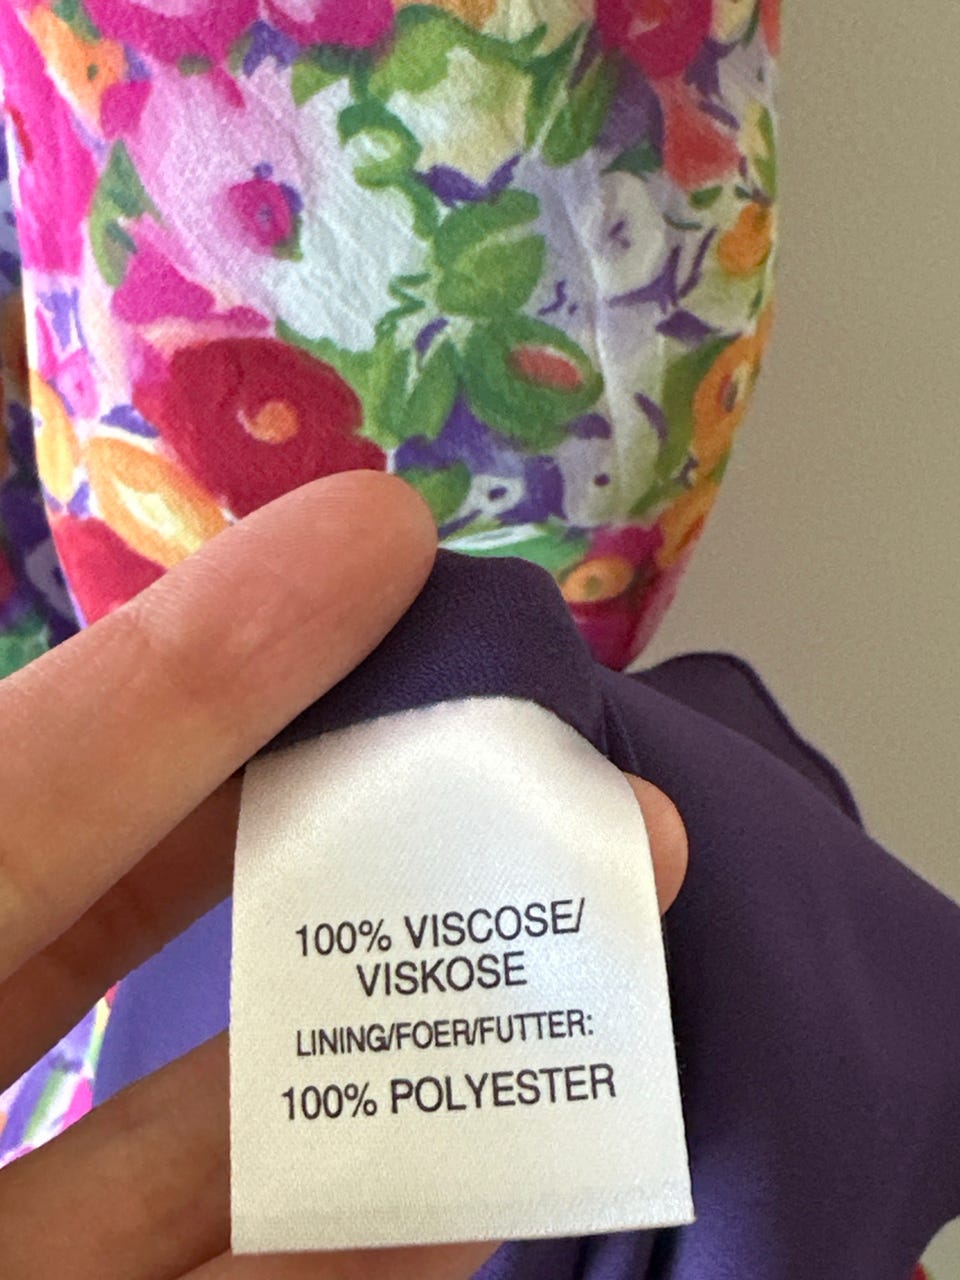 100% VISCOSE/
VISKOSE
LINING/FOER/FUTTER:
100% POLYESTER